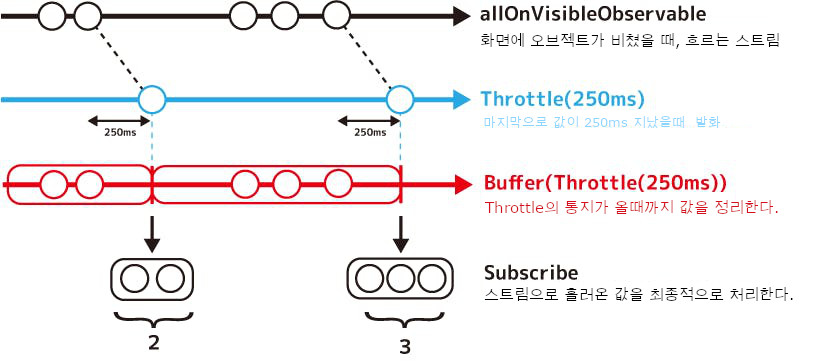 allOnVisibleObservable
화면에 오브젝트가 비쳤을 때, 흐르는 스트림
Throttle(250ms)
마지막으로 값이 250ms 지났을때 발화
250ms
250ms
Buffer(Throttle(250ms))
Throttle의 통지가 올때까지 값을 정리한다.
Subscribe
스트림으로 흘러온 값을 최종적으로 처리한다.
2
3